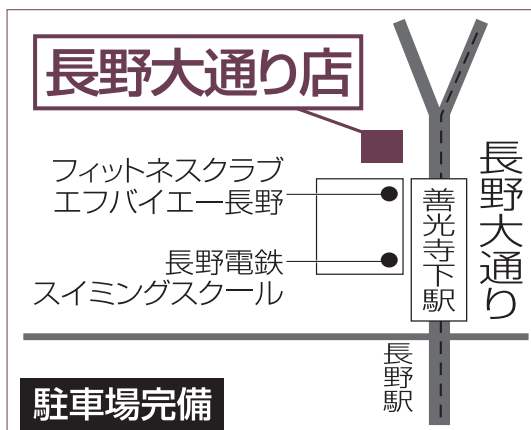 長野大通り店
フィットネスクラブ
エフバイエー長野
長野電鉄
スイミングスクール
善光寺下駅
長野大通り
長野駅
駐車場完備